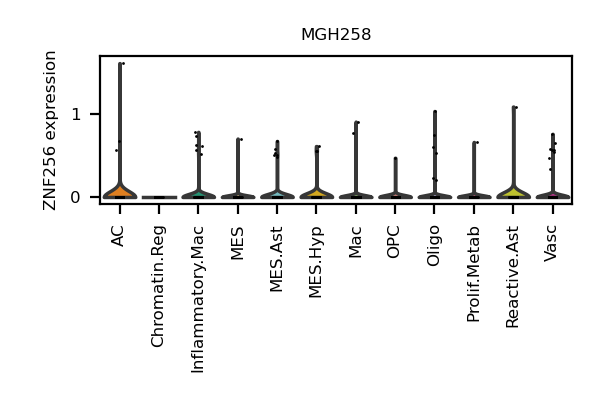 MGH258
ZNF256 expression
1
0
AC
Chromatin.Reg
Inflammatory.Mac
MES
MES.Ast
MES.Hyp
Mac
OPC
Oligo
Prolif.Metab
Reactive.Ast
Vasc